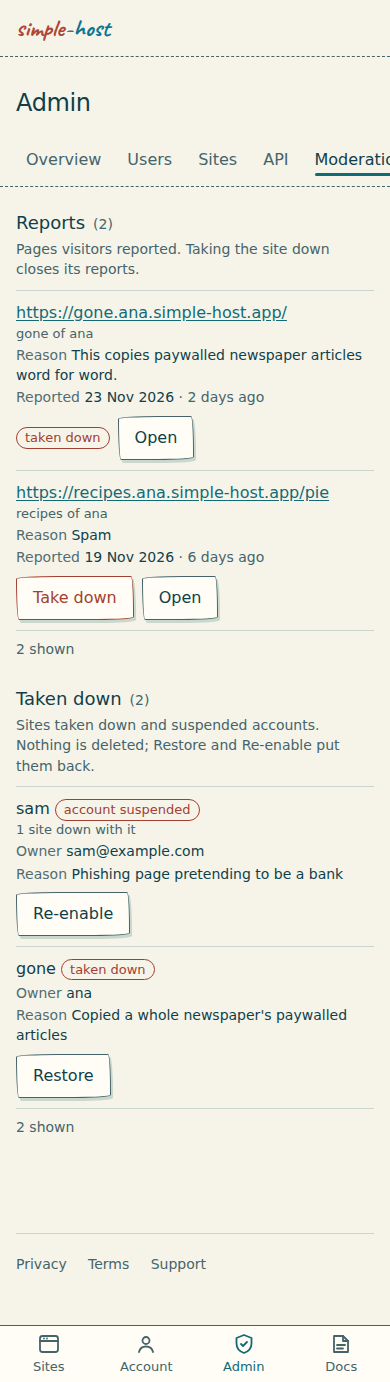 simple-host
Admin
Overview Users Sites API Moderatio
Reports (2)
Pages visitors reported. Taking the site down
closes its reports.
https://gone.ana.simple-host.app/
gone of ana
Reason This copies paywalled newspaper articles
word for word.
Reported 23 Nov 2026 · 2 days ago
taken down Open
https://recipes.ana.simple-host.app/pie
recipes of ana
Reason Spam
Reported 19 Nov 2026 · 6 days ago
Take down Open
2 shown
Taken down (2)
Sites taken down and suspended accounts.
Nothing is deleted; Restore and Re-enable put
them back.
sam account suspended
1 site down with it
Owner sam@example.com
Reason Phishing page pretending to be a bank
Re-enable
gone taken down
Owner ana
Reason Copied a whole newspaper's paywalled
articles
Restore
2 shown
Privacy Terms Support
Sites Account Admin Docs